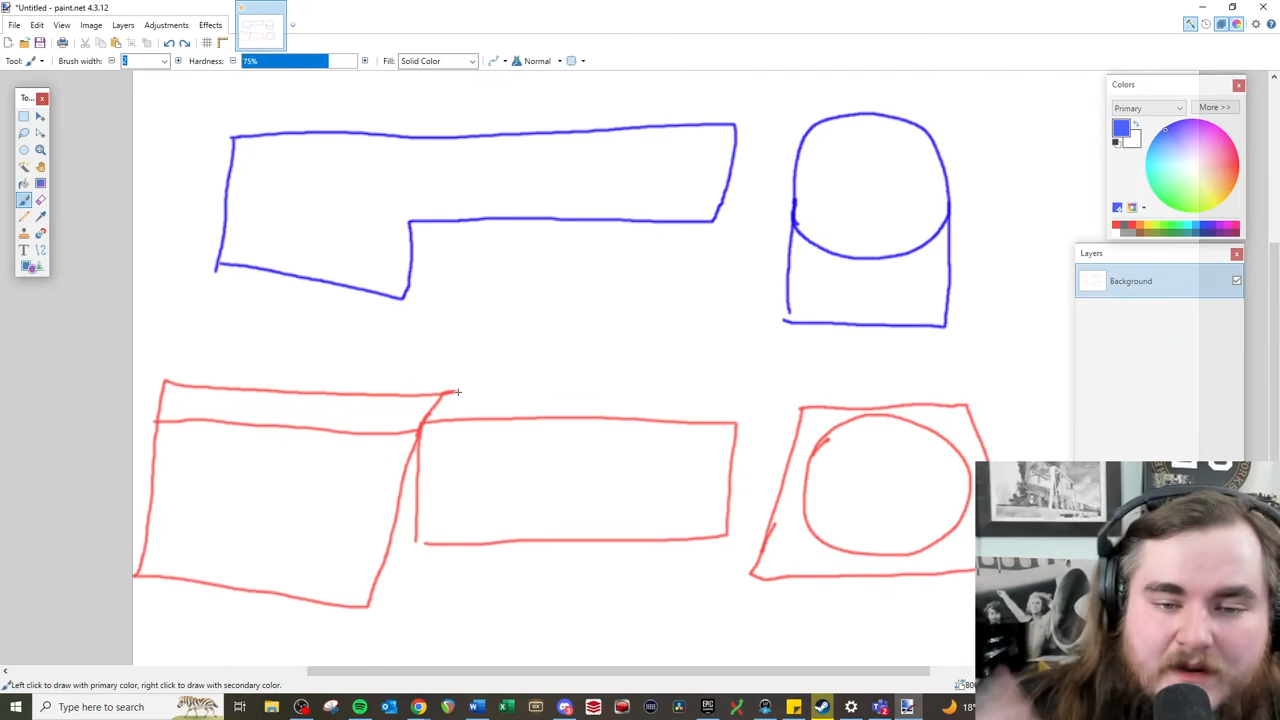 *Untitled - paint.net 4.3.12
File Edit View Image Layers Adjustments Effects
Tool: Brush width: 2 Hardness: 75% Fill: Solid Color Normal
To...
Colors
Primary More >>
Layers
Background
Left click to draw with primary color, right click to draw with secondary color.
Type here to search